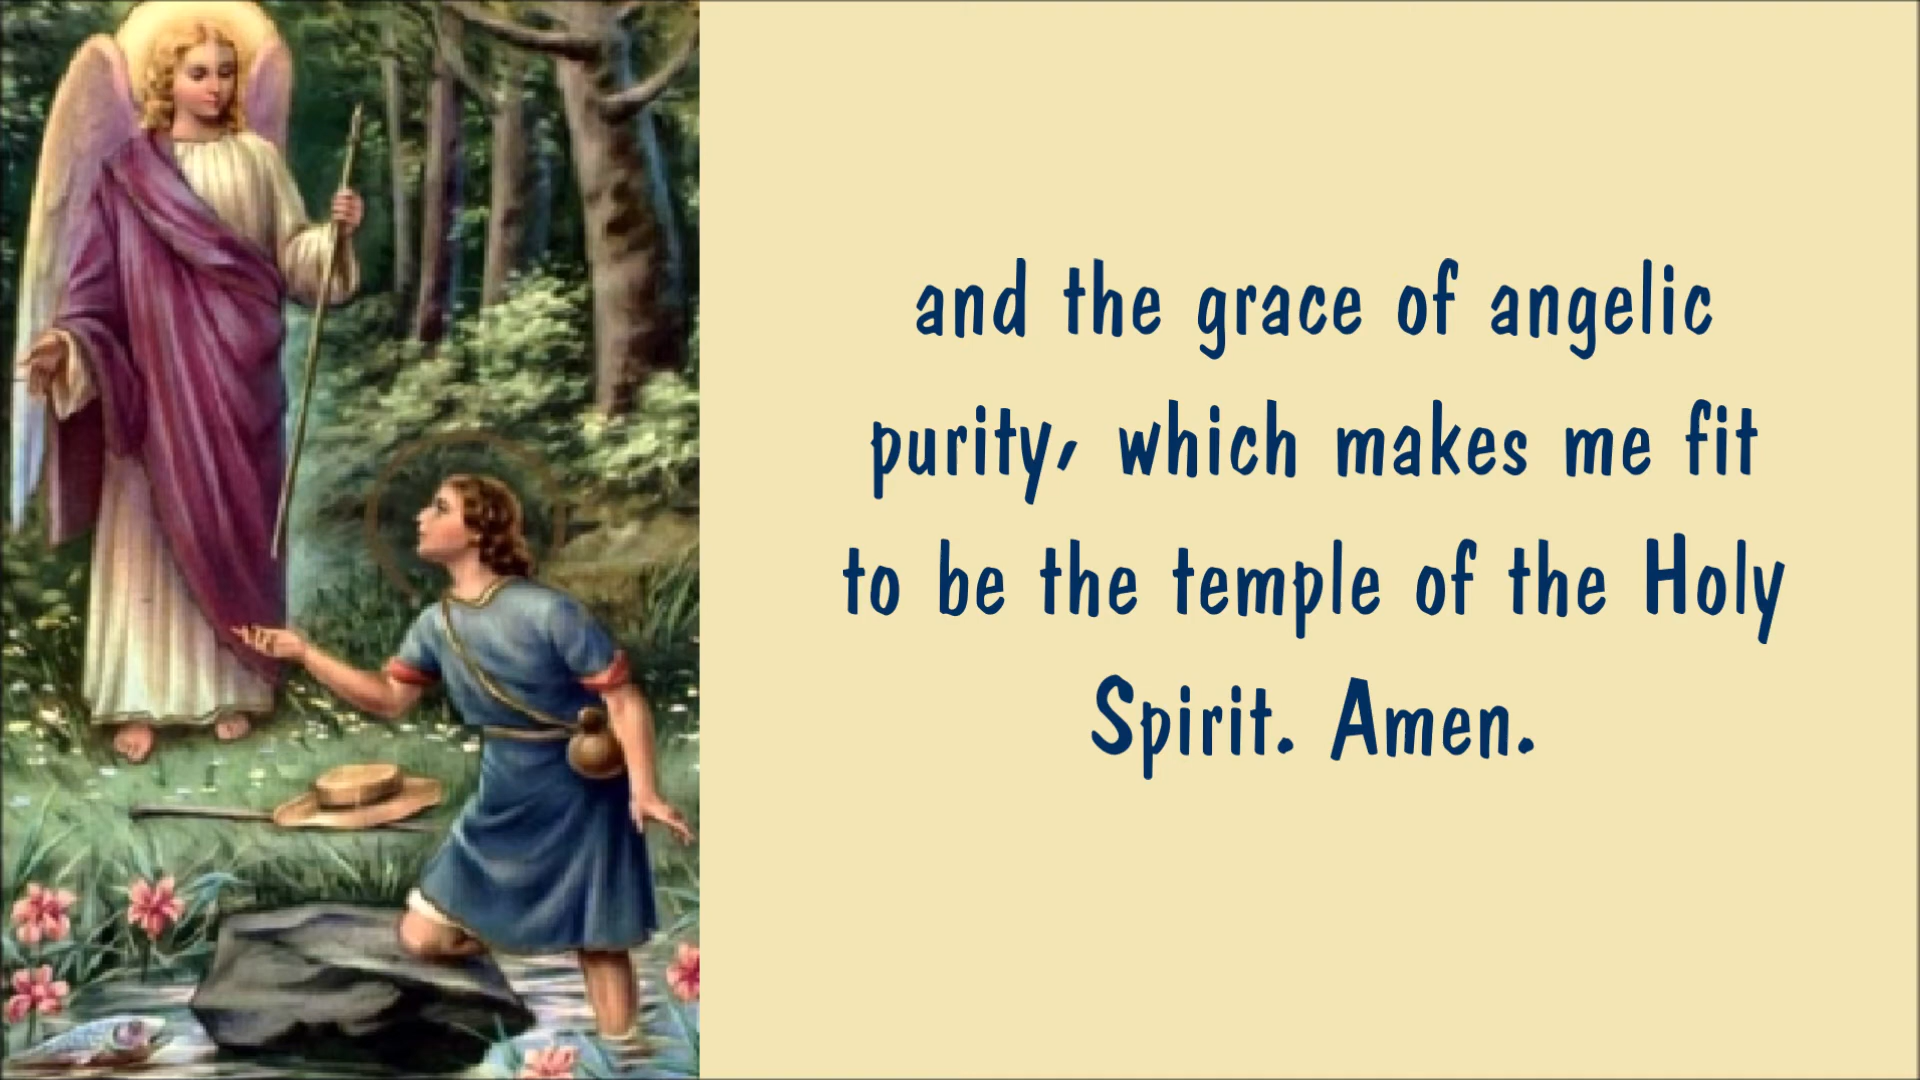 and the grace of angelic
purity, which makes me fit
to be the temple of the Holy
Spirit. Amen.